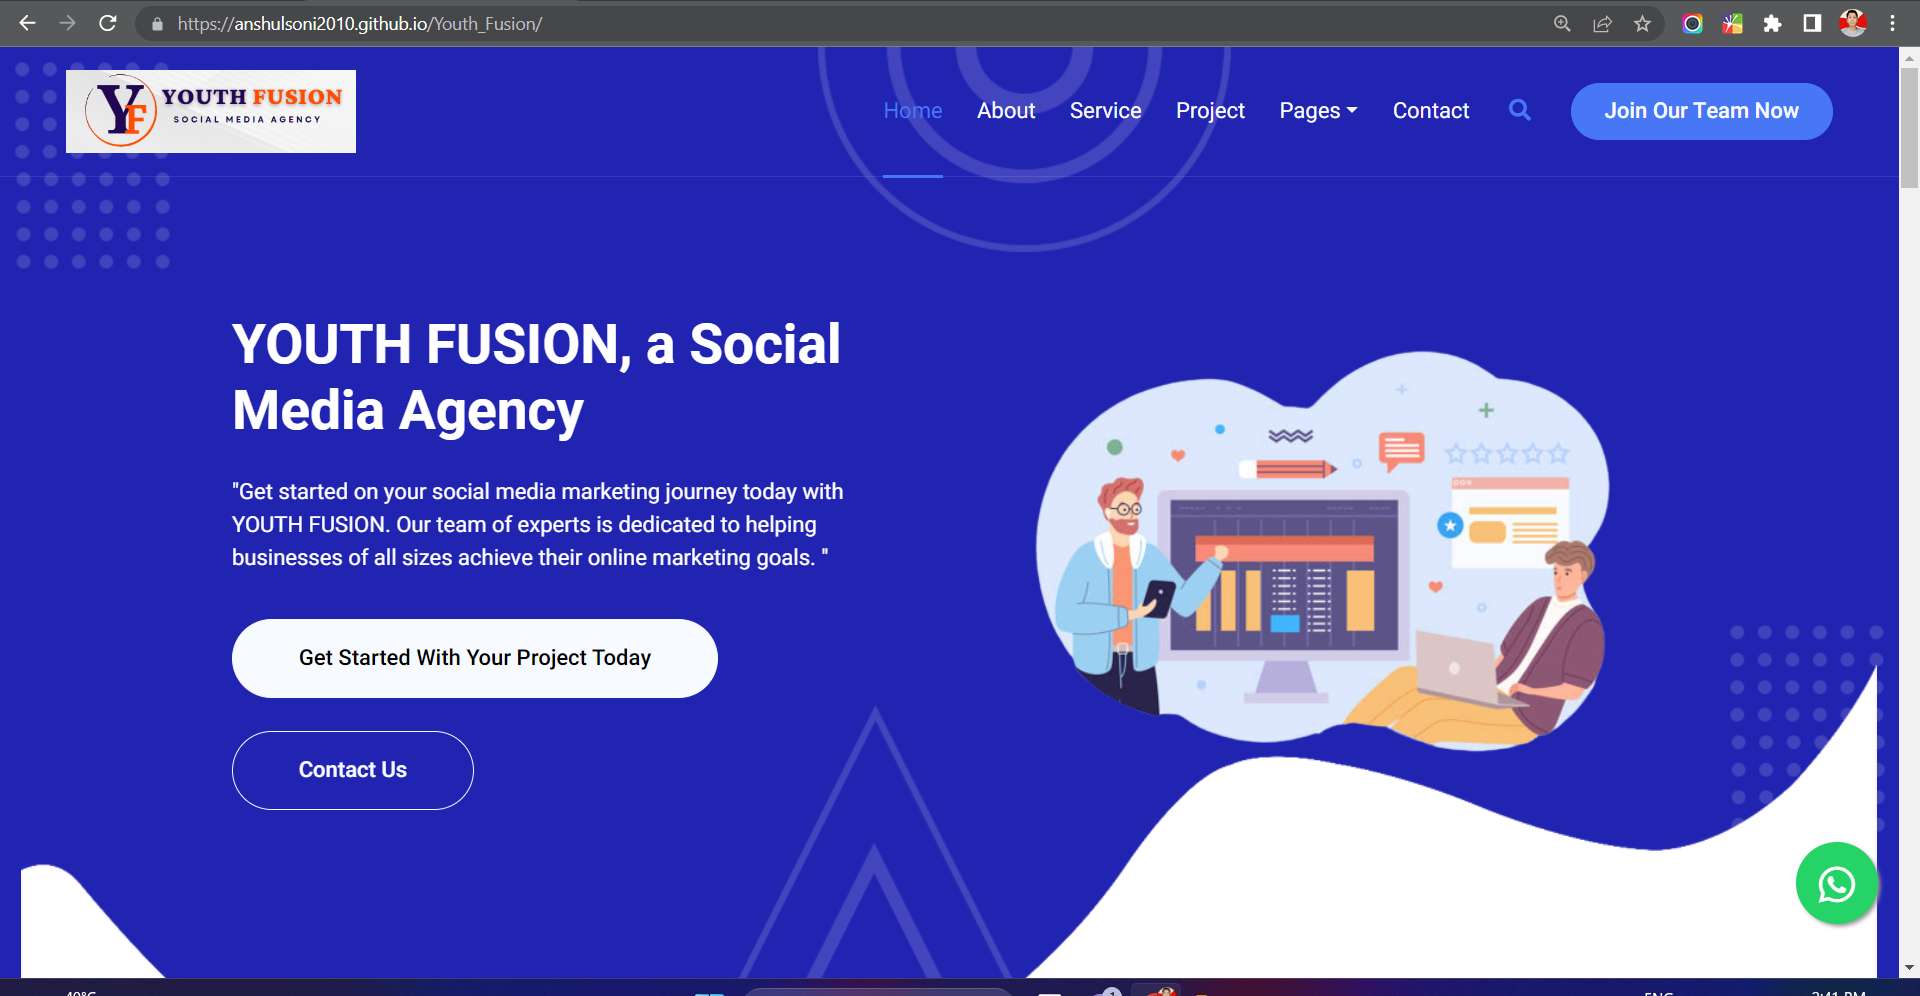 https://anshulsoni2010.github.io/Youth_Fusion/
YF YOUTH FUSION
SOCIAL MEDIA AGENCY
Home About Service Project Pages Contact Join Our Team Now
YOUTH FUSION, a Social
Media Agency
"Get started on your social media marketing journey today with
YOUTH FUSION. Our team of experts is dedicated to helping
businesses of all sizes achieve their online marketing goals. "
Get Started With Your Project Today
Contact Us